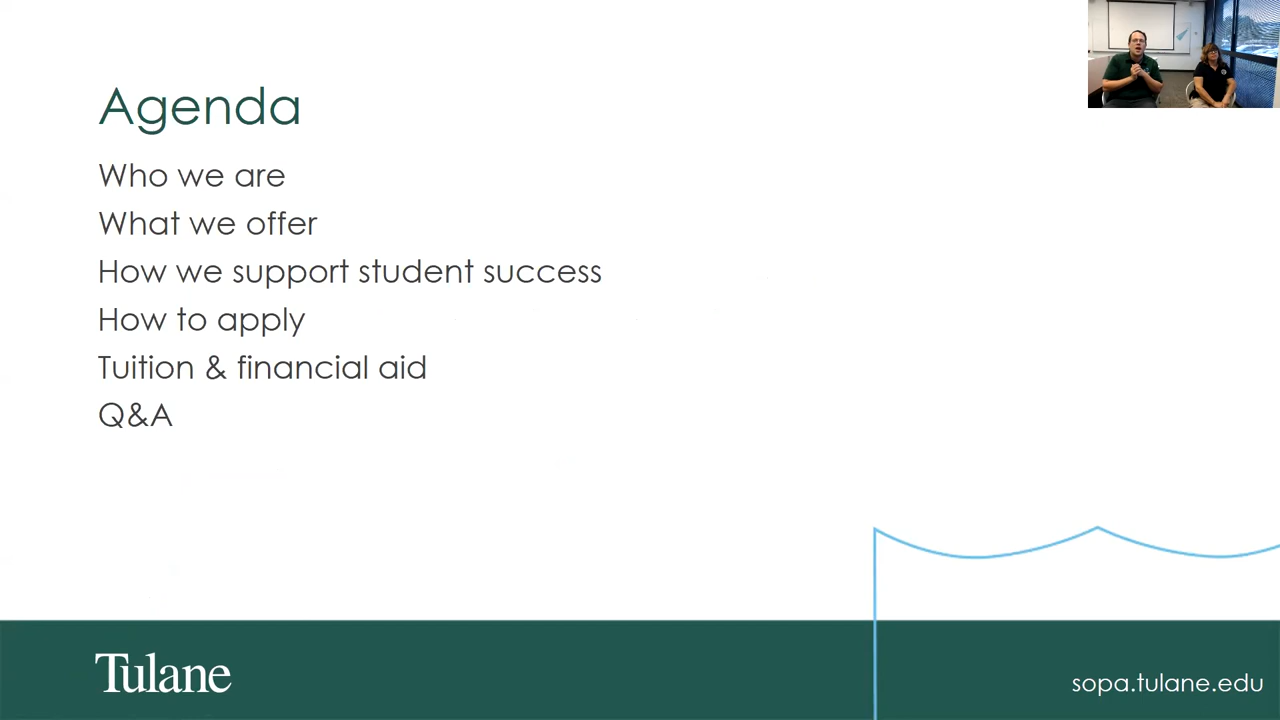 Agenda
Who we are
What we offer
How we support student success
How to apply
Tuition & financial aid
Q&A
Tulane
sopa.tulane.edu